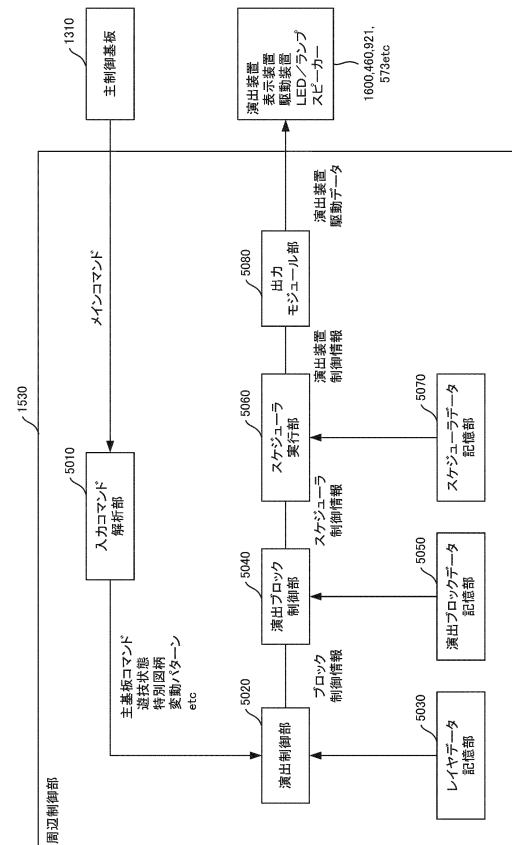 周辺制御部
1530
1310
主制御基板
メインコマンド
5010
入力コマンド
解析部
主基板コマンド
遊技状態
特別図柄
変動パターン
etc
5020
演出制御部
ブロック
制御情報
5040
演出ブロック
制御部
スケジューラ
制御情報
5060
スケジューラ
実行部
演出装置
制御情報
5080
出力
モジュール部
演出装置
駆動データ
演出装置
表示装置
駆動装置
LED/ランプ
スピーカー
1600,460,921,
573etc
5030
レイヤデータ
記憶部
5050
演出ブロックデータ
記憶部
5070
スケジューラデータ
記憶部